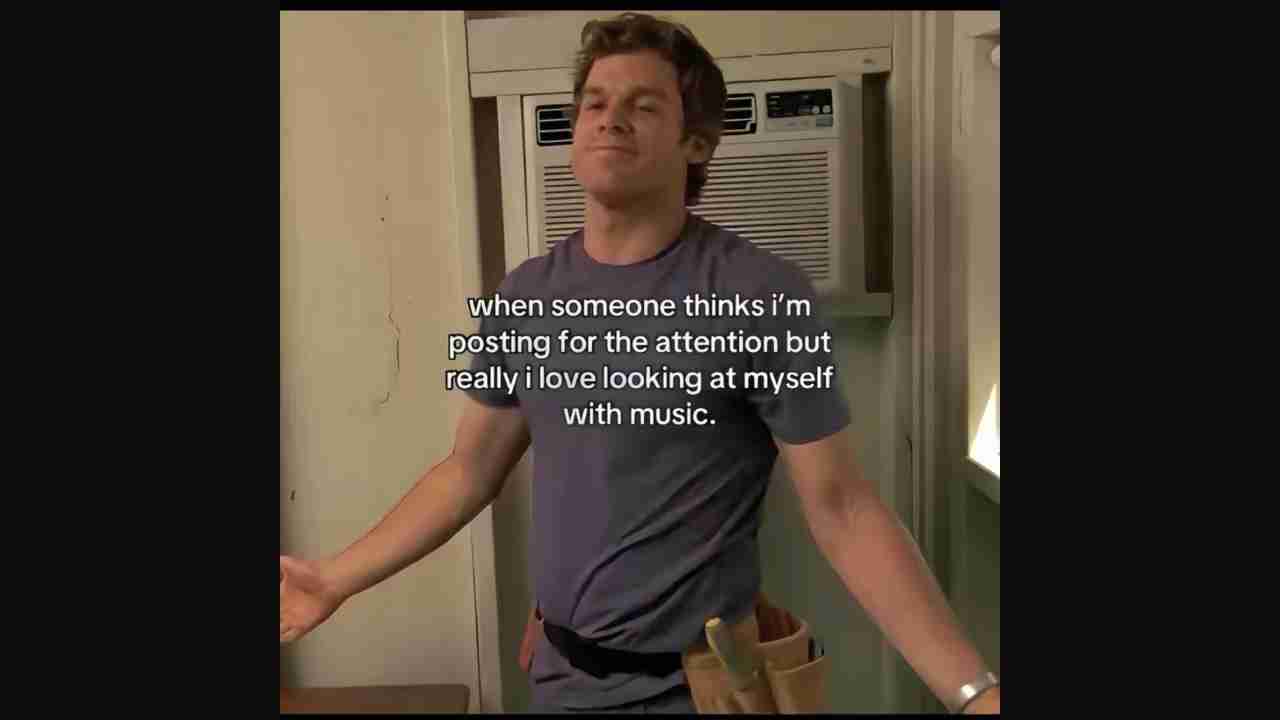 when someone thinks i’m
posting for the attention but
really i love looking at myself
with music.